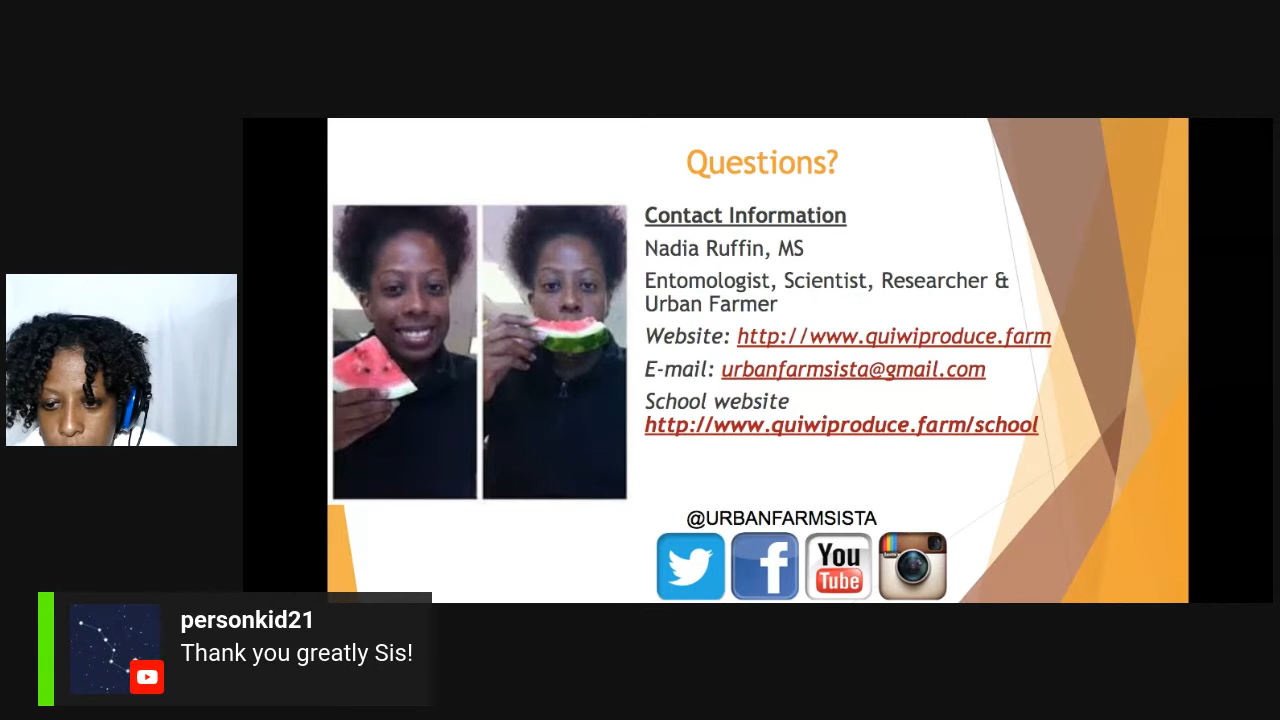 Questions?
Contact Information
Nadia Ruffin, MS
Entomologist, Scientist, Researcher &
Urban Farmer
Website: http://www.quiwiproduce.farm
E-mail: urbanfarmsista@gmail.com
School website
http://www.quiwiproduce.farm/school
@URBANFARMSISTA
You
Tube
personkid21
Thank you greatly Sis!